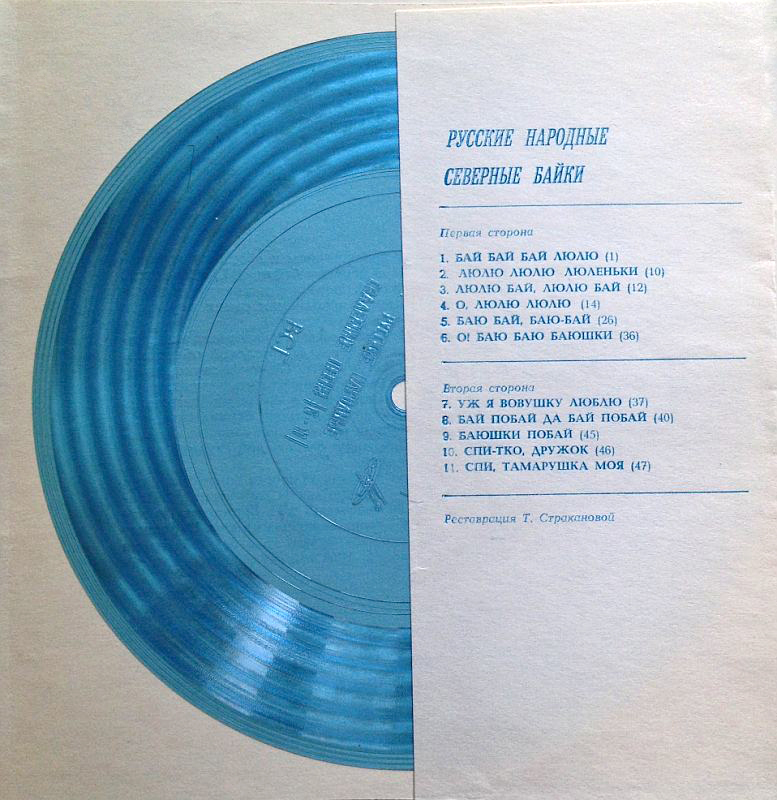 РУССКИЕ НАРОДНЫЕ
СЕВЕРНЫЕ БАЙКИ
Первая сторона
1. БАЙ БАЙ БАЙ ЛЮЛЮ (1)
2. ЛЮЛЮ ЛЮЛЮ ЛЮЛЕНЬКИ (10)
3. ЛЮЛЮ БАЙ, ЛЮЛЮ БАЙ (12)
4. О, ЛЮЛЮ ЛЮЛЮ (14)
5. БАЮ БАЙ, БАЮ-БАЙ (26)
6. О! БАЮ БАЮ БАЮШКИ (36)
Вторая сторона
7. УЖ Я ВОВУШКУ ЛЮБЛЮ (37)
8. БАЙ ПОБАЙ ДА БАЙ ПОБАЙ (40)
9. БАЮШКИ ПОБАЙ (45)
10. СПИ-ТКО, ДРУЖОК (46)
11. СПИ, ТАМАРУШКА МОЯ (47)
Реставрация Т. Стракановой